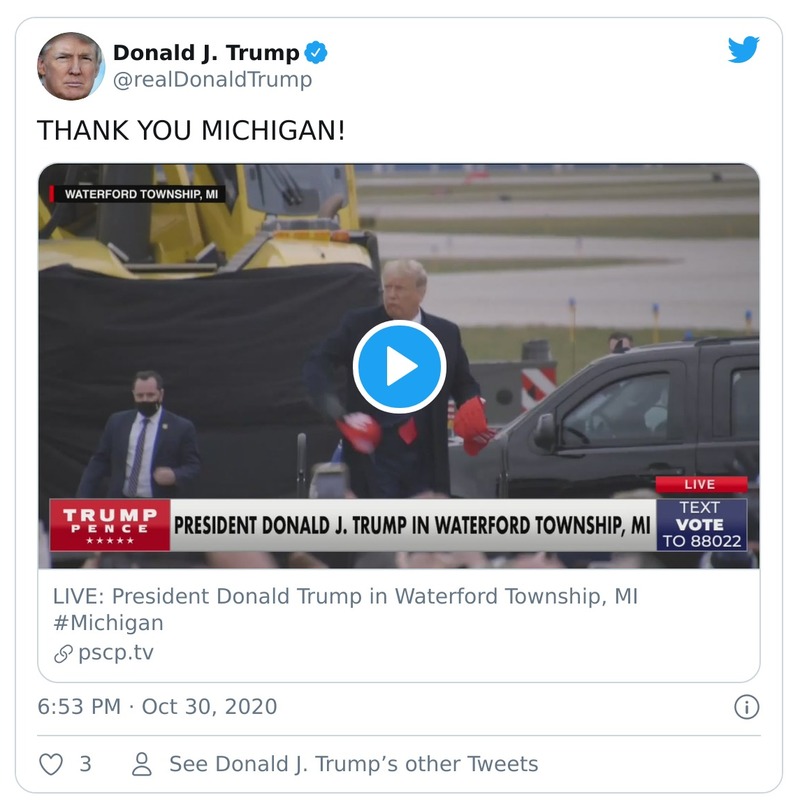 Donald J. Trump
@realDonaldTrump
THANK YOU MICHIGAN!
WATERFORD TOWNSHIP, MI
LIVE
TRUMP
PENCE
PRESIDENT DONALD J. TRUMP IN WATERFORD TOWNSHIP, MI
TEXT
VOTE
TO 88022
LIVE: President Donald Trump in Waterford Township, MI
#Michigan
pscp.tv
6:53 PM · Oct 30, 2020
3
See Donald J. Trump’s other Tweets